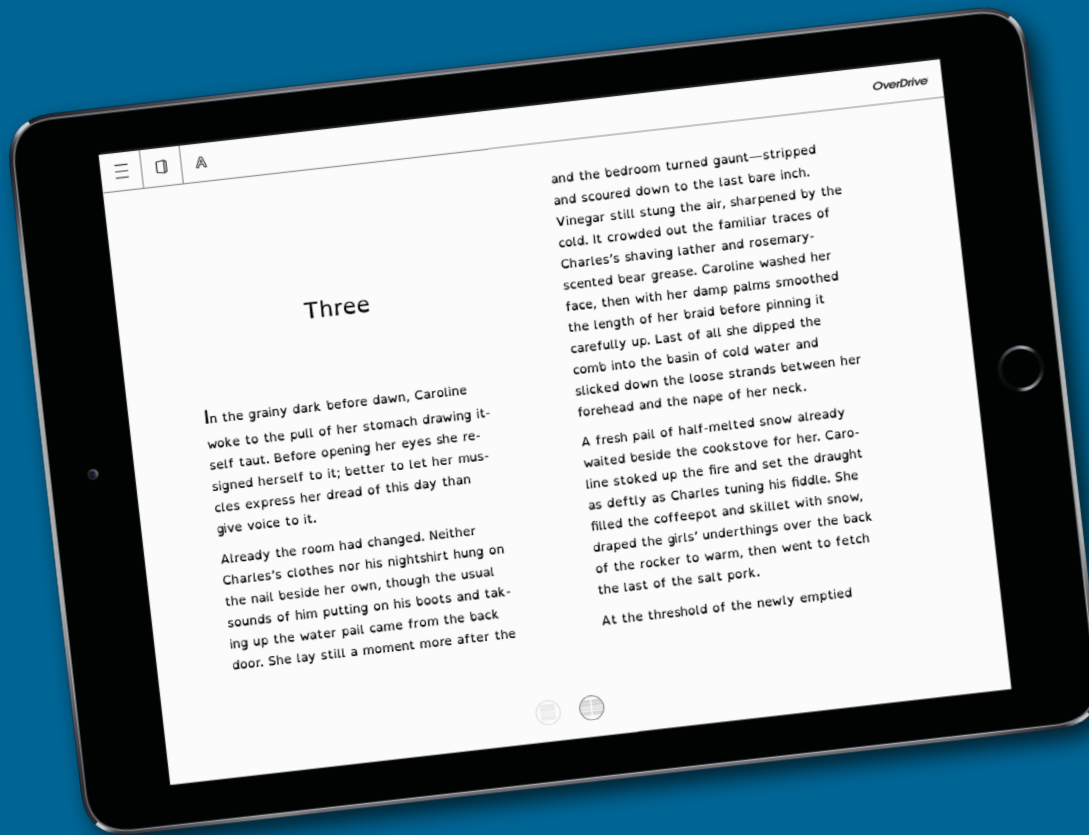 OverDrive
A
Three
In the grainy dark before dawn, Caroline
woke to the pull of her stomach drawing it-
self taut. Before opening her eyes she re-
signed herself to it; better to let her mus-
cles express her dread of this day than
give voice to it.
Already the room had changed. Neither
Charles's clothes nor his nightshirt hung on
the nail beside her own, though the usual
sounds of him putting on his boots and tak-
ing up the water pail came from the back
door. She lay still a moment more after the
and the bedroom turned gaunt—stripped
and scoured down to the last bare inch.
Vinegar still stung the air, sharpened by the
cold. It crowded out the familiar traces of
Charles's shaving lather and rosemary-
scented bear grease. Caroline washed her
face, then with her damp palms smoothed
the length of her braid before pinning it
carefully up. Last of all she dipped the
comb into the basin of cold water and
slicked down the loose strands between her
forehead and the nape of her neck.
A fresh pail of half-melted snow already
waited beside the cookstove for her. Caro-
line stoked up the fire and set the draught
as deftly as Charles tuning his fiddle. She
filled the coffeepot and skillet with snow,
draped the girls' underthings over the back
of the rocker to warm, then went to fetch
the last of the salt pork.
At the threshold of the newly emptied